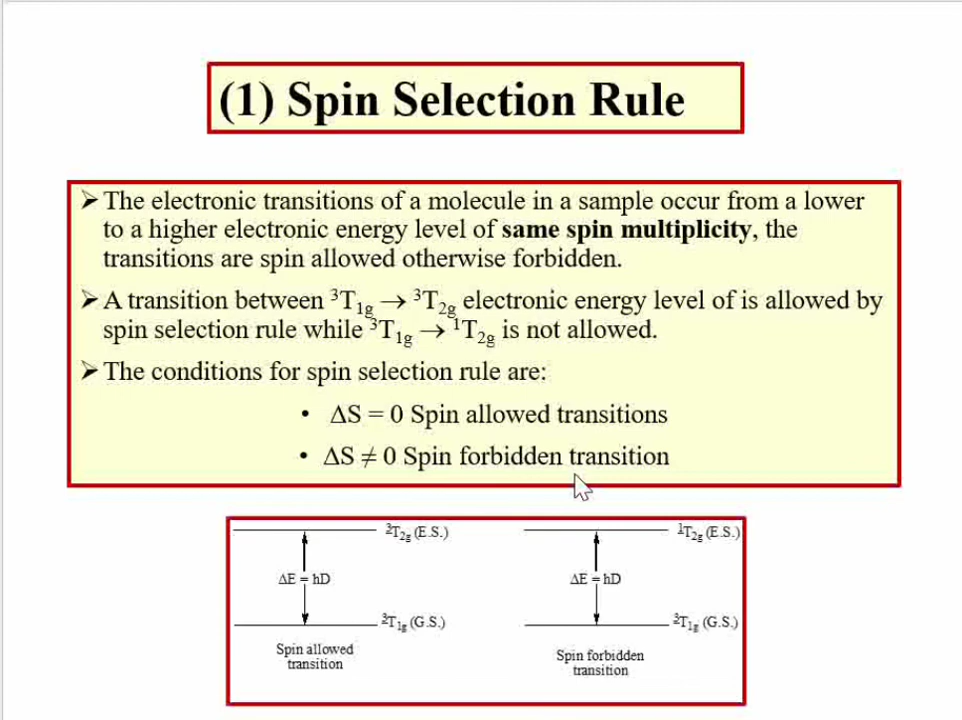 (1) Spin Selection Rule
➢ The electronic transitions of a molecule in a sample occur from a lower
to a higher electronic energy level of same spin multiplicity, the
transitions are spin allowed otherwise forbidden.
➢ A transition between ³T₁g → ³T₂g electronic energy level of is allowed by
spin selection rule while ³T₁g → ¹T₂g is not allowed.
➢ The conditions for spin selection rule are:
• ΔS = 0 Spin allowed transitions
• ΔS ≠ 0 Spin forbidden transition
³T₂g (E.S.)
ΔE = hD
³T₁g (G.S.)
Spin allowed
transition
¹T₂g (E.S.)
ΔE = hD
³T₁g (G.S.)
Spin forbidden
transition